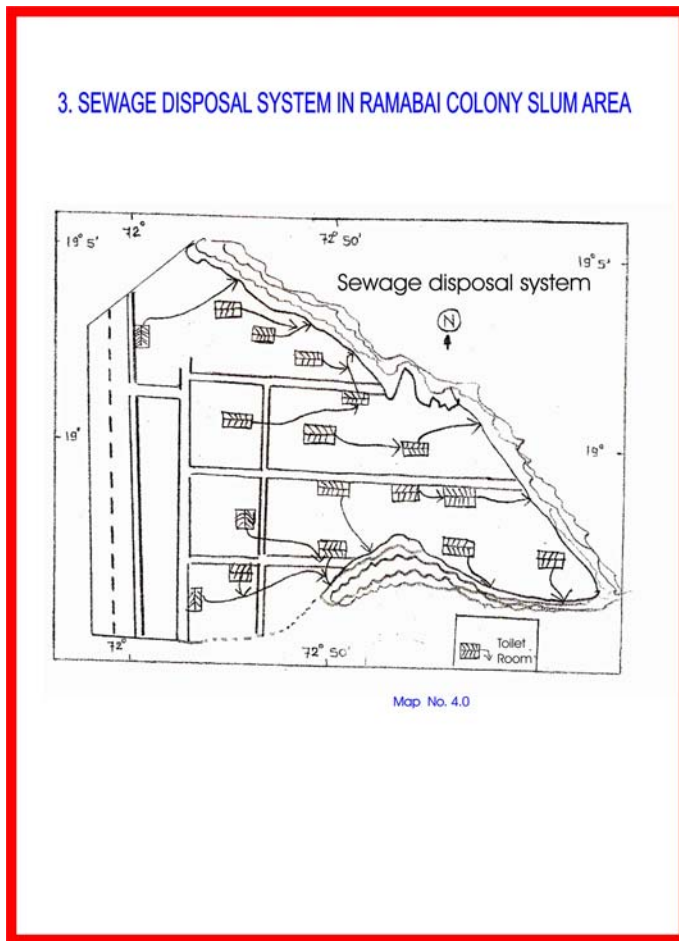 3. SEWAGE DISPOSAL SYSTEM IN RAMABAI COLONY SLUM AREA
72°
72° 50'
19° 5'
19° 5'
Sewage disposal system
N
19°
19°
Toilet
Room
72°
72° 50'
Map No. 4.0